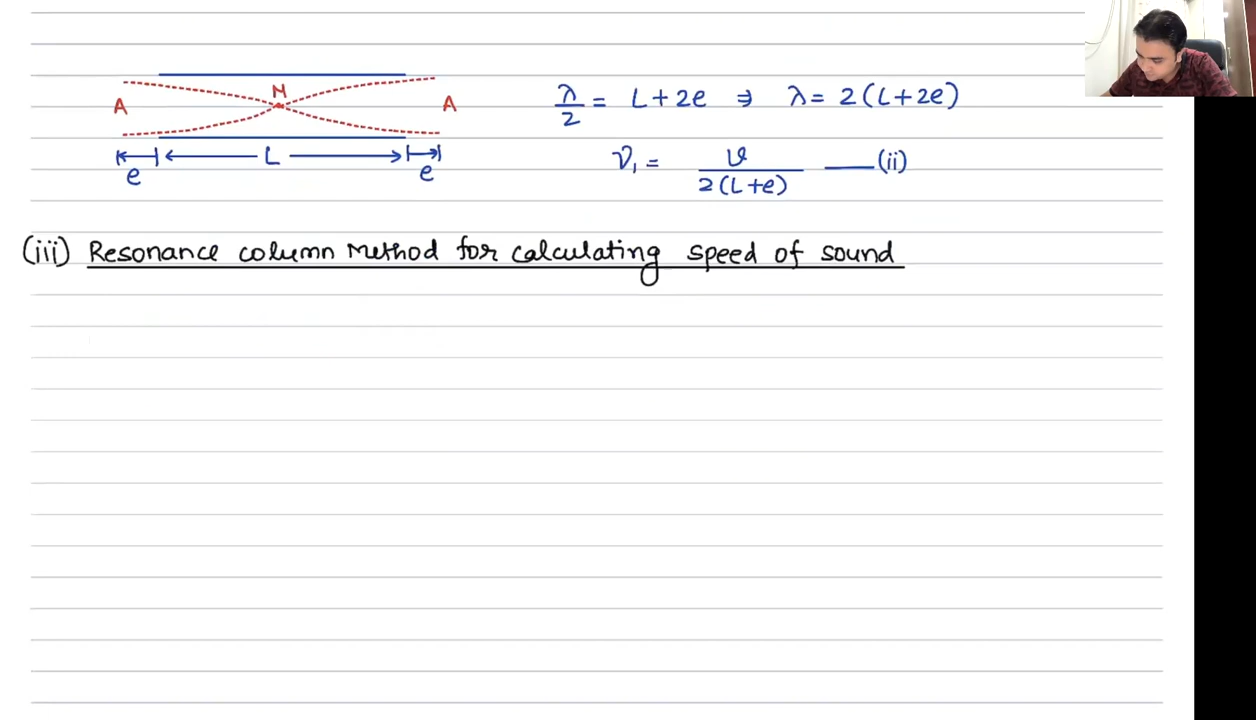 A N A λ/2 = L+2e ⇒ λ= 2(L+2e)
e L e ν₁ = v/2(L+e) —(ii)
(iii) Resonance column Method for calculating speed of sound